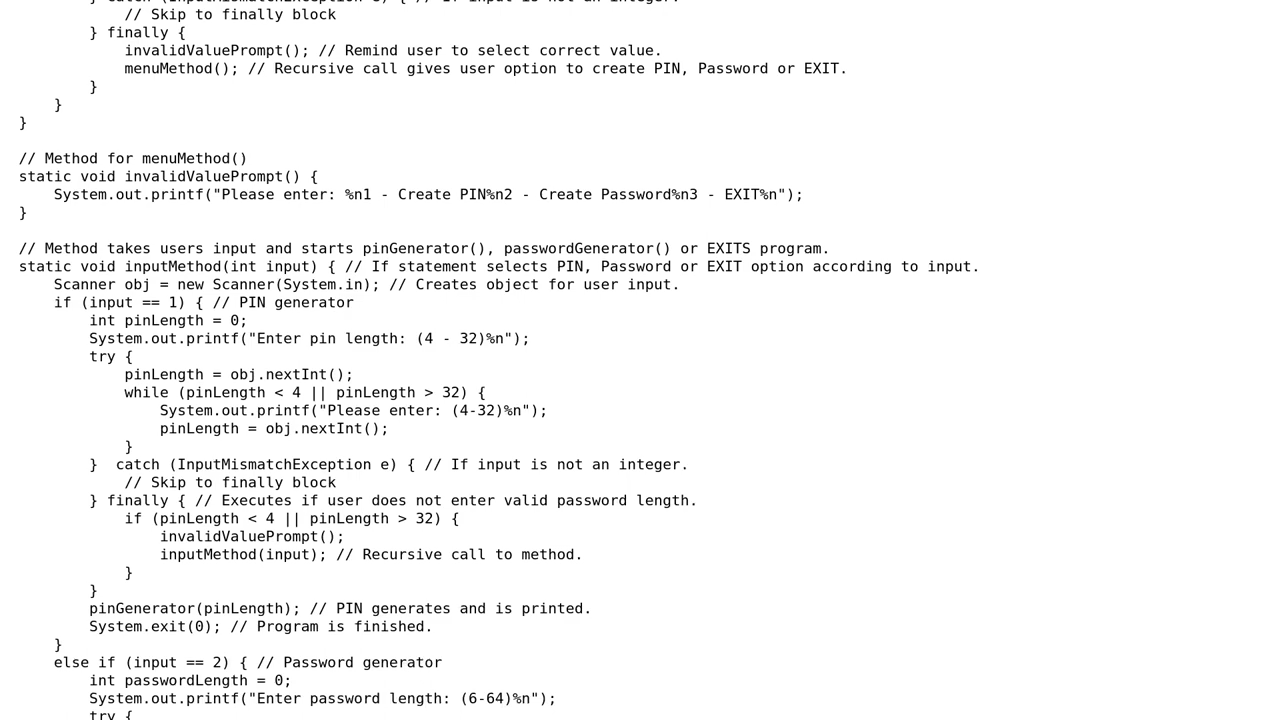 } catch (InputMismatchException e) { // If input is not an integer.
            // Skip to finally block
        } finally {
            invalidValuePrompt(); // Remind user to select correct value.
            menuMethod(); // Recursive call gives user option to create PIN, Password or EXIT.
        }
    }
}

// Method for menuMethod()
static void invalidValuePrompt() {
    System.out.printf("Please enter: %n1 - Create PIN%n2 - Create Password%n3 - EXIT%n");
}

// Method takes users input and starts pinGenerator(), passwordGenerator() or EXITS program.
static void inputMethod(int input) { // If statement selects PIN, Password or EXIT option according to input.
    Scanner obj = new Scanner(System.in); // Creates object for user input.
    if (input == 1) { // PIN generator
        int pinLength = 0;
        System.out.printf("Enter pin length: (4 - 32)%n");
        try {
            pinLength = obj.nextInt();
            while (pinLength < 4 || pinLength > 32) {
                System.out.printf("Please enter: (4-32)%n");
                pinLength = obj.nextInt();
            }
        }  catch (InputMismatchException e) { // If input is not an integer.
            // Skip to finally block
        } finally { // Executes if user does not enter valid password length.
            if (pinLength < 4 || pinLength > 32) {
                invalidValuePrompt();
                inputMethod(input); // Recursive call to method.
            }
        }
        pinGenerator(pinLength); // PIN generates and is printed.
        System.exit(0); // Program is finished.
    }
    else if (input == 2) { // Password generator
        int passwordLength = 0;
        System.out.printf("Enter password length: (6-64)%n");
        try {